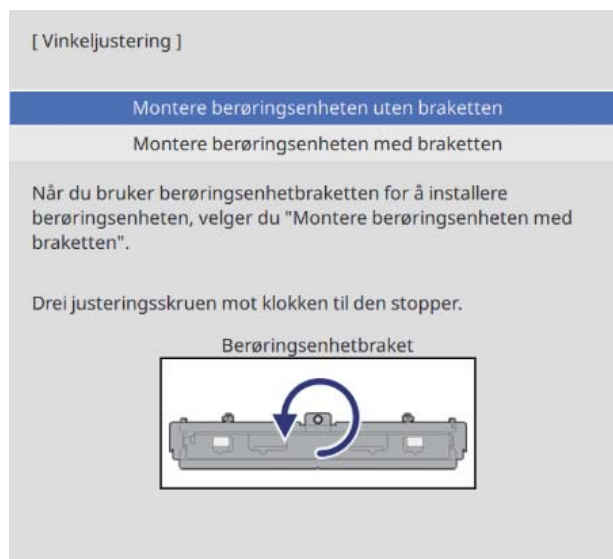 [ Vinkeljustering ]
Montere berøringsenheten uten braketten
Montere berøringsenheten med braketten
Når du bruker berøringsenhetbraketten for å installere
berøringsenheten, velger du "Montere berøringsenheten med
braketten".
Drei justeringsskruen mot klokken til den stopper.
Berøringsenhetbraket